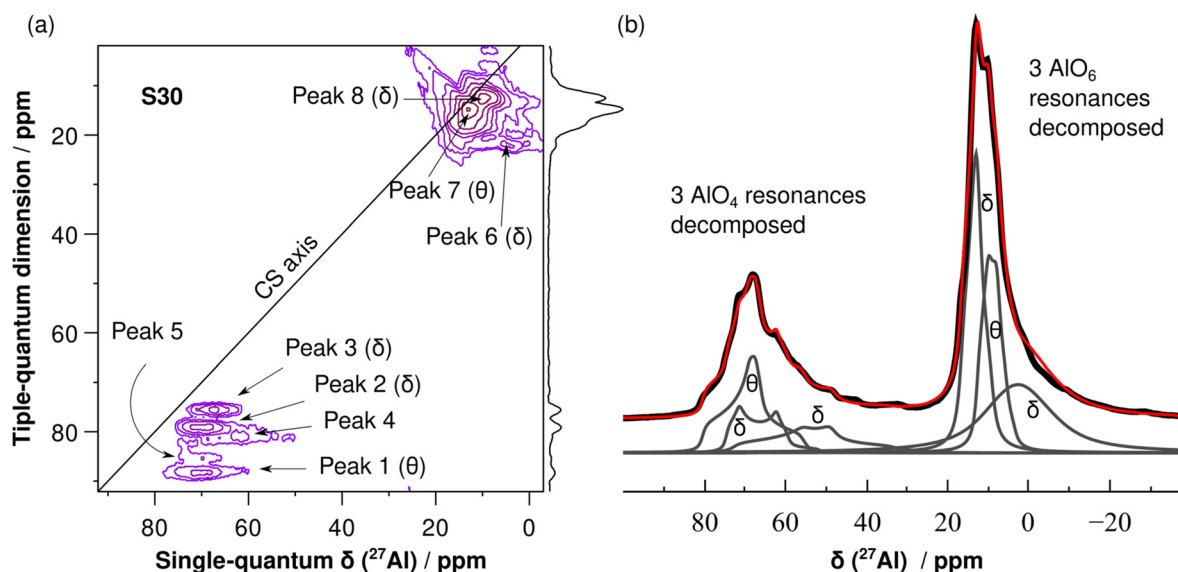 (a)
S30
Peak 8 (δ)
Peak 7 (θ)
Peak 6 (δ)
CS axis
Peak 5
Peak 3 (δ)
Peak 2 (δ)
Peak 4
Peak 1 (θ)
20
40
60
80
Tiple-quantum dimension / ppm
80 60 40 20 0
Single-quantum δ (²⁷Al) / ppm
(b)
3 AlO₆
resonances
decomposed
3 AlO₄ resonances
decomposed
δ
θ
δ
θ
δ
δ
80 60 40 20 0 −20
δ (²⁷Al) / ppm